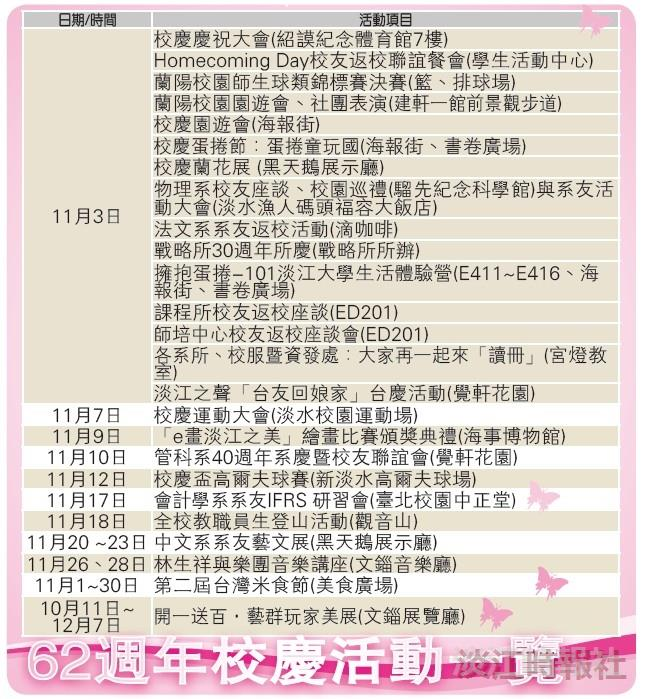 日期/時間 活動項目
11月3日
校慶慶祝大會(紹謨紀念體育館7樓)
Homecoming Day校友返校聯誼餐會(學生活動中心)
蘭陽校園師生球類錦標賽決賽(籃、排球場)
蘭陽校園園遊會、社團表演(建軒一館前景觀步道)
校慶園遊會(海報街)
校慶蛋捲節：蛋捲童玩國(海報街、書卷廣場)
校慶蘭花展 (黑天鵝展示廳)
物理系校友座談、校園巡禮(騮先紀念科學館)與系友活
動大會(淡水漁人碼頭福容大飯店)
法文系系友返校活動(滴咖啡)
戰略所30週年所慶(戰略所所辦)
擁抱蛋捲–101淡江大學生活體驗營(E411~E416、海
報街、書卷廣場)
課程所校友返校座談(ED201)
師培中心校友返校座談會(ED201)
各系所、校服暨資發處：大家再一起來「讀冊」(宮燈教
室)
淡江之聲「台友回娘家」台慶活動(覺軒花園)
11月7日 校慶運動大會(淡水校園運動場)
11月9日 「e畫淡江之美」繪畫比賽頒獎典禮(海事博物館)
11月10日 管科系40週年系慶暨校友聯誼會(覺軒花園)
11月12日 校慶盃高爾夫球賽(新淡水高爾夫球場)
11月17日 會計學系系友IFRS 研習會(臺北校園中正堂)
11月18日 全校教職員生登山活動(觀音山)
11月20 ~23日 中文系系友藝文展(黑天鵝展示廳)
11月26、28日 林生祥與樂團音樂講座(文錙音樂廳)
11月1~30日 第二屆台灣米食節(美食廣場)
10月11日~
12月7日
開一送百．藝群玩家美展(文錙展覽廳)
62週年校慶活動一覽
淡江時報社